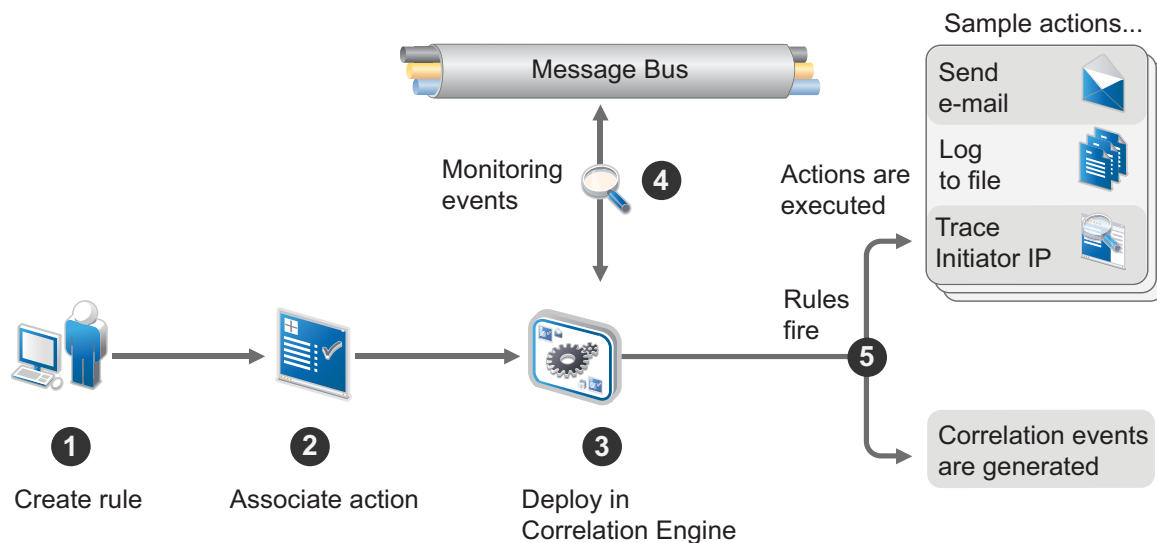 Sample actions...
Message Bus
Send
e-mail
Log
to file
Trace
Initiator IP
Monitoring
events
4
Actions are
executed
Rules
fire
5
1
Create rule
2
Associate action
3
Deploy in
Correlation Engine
Correlation events
are generated